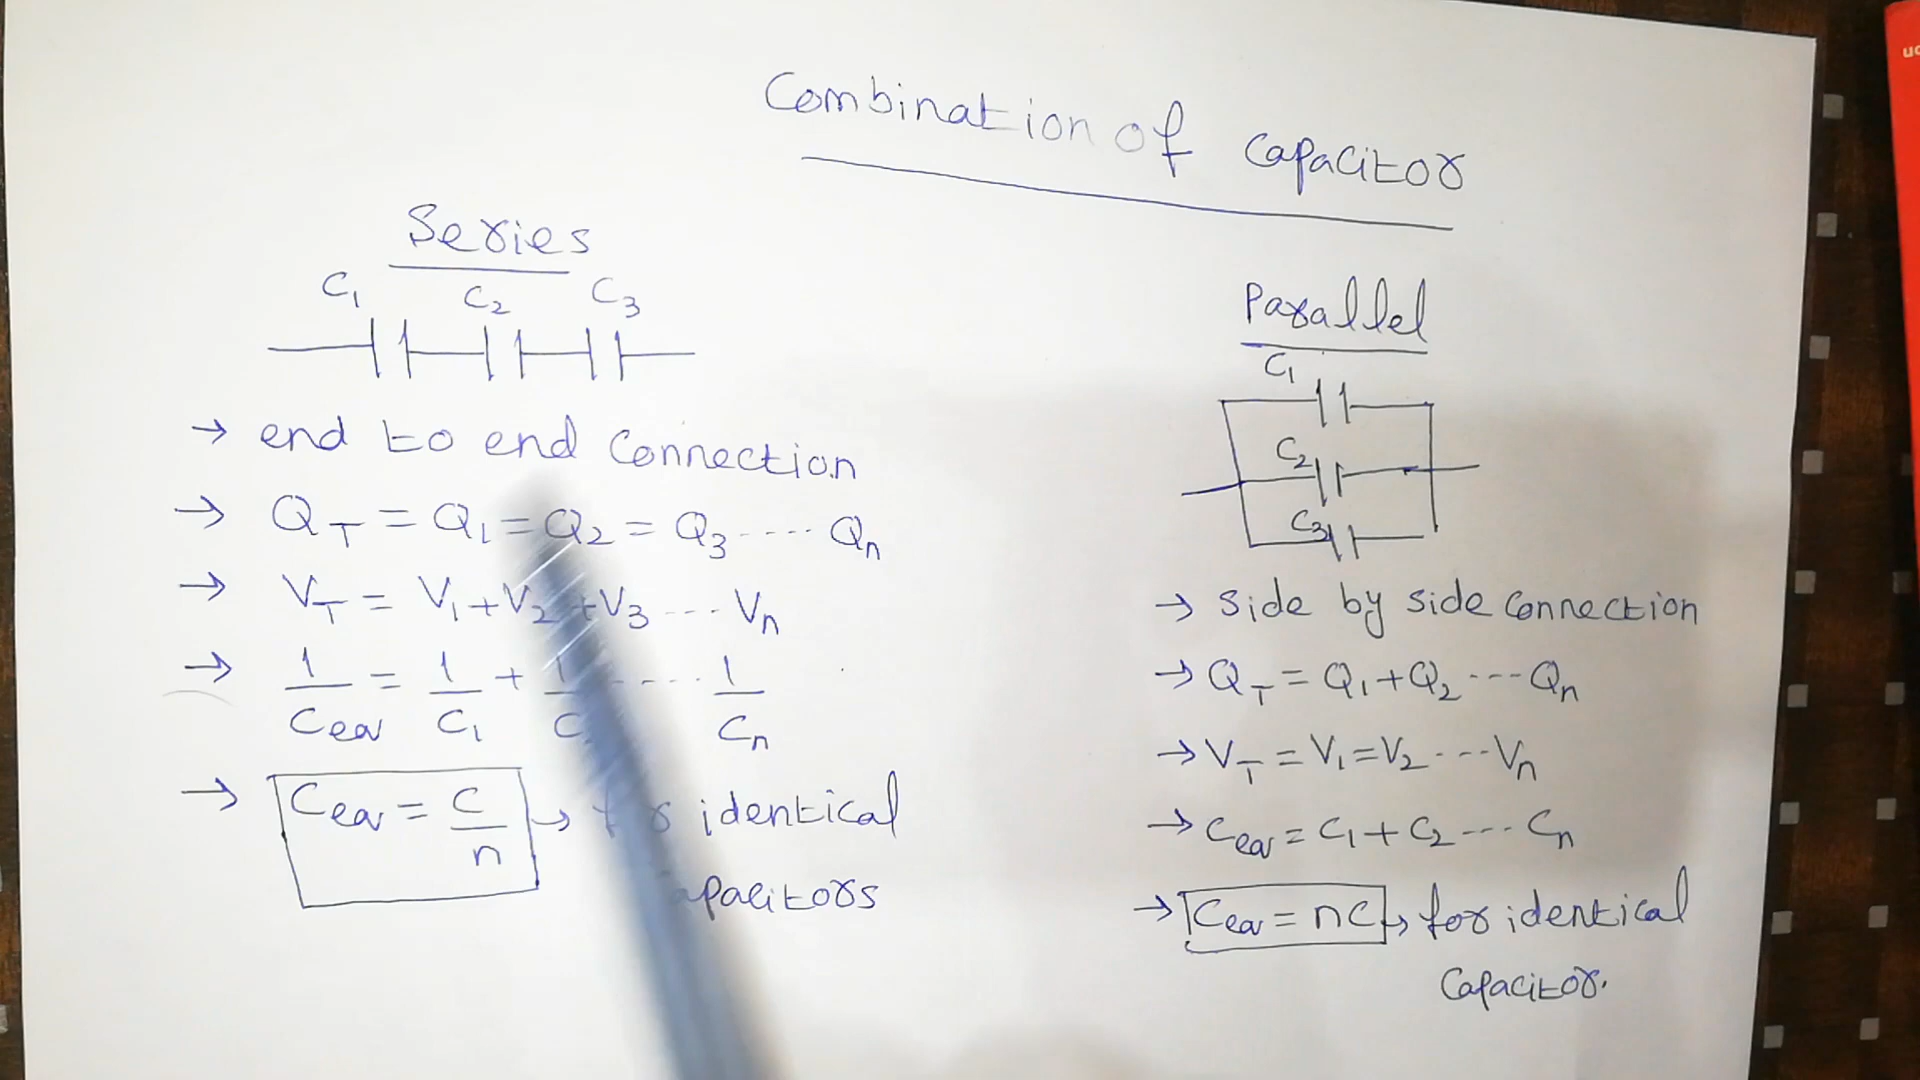 Combination of Capacitor
Series
C1 C2 C3
→ end to end Connection
→ QT = Q1 = Q2 = Q3 ---- Qn
→ VT = V1 + V2 + V3 --- Vn
→ 1/Ceq = 1/C1 + 1/C ---- 1/Cn
→ Ceq = C/n → identical
Parallel
C1
C2
C3
→ Side by side Connection
→ QT = Q1 + Q2 --- Qn
→ VT = V1 = V2 --- Vn
→ Ceq = C1 + C2 --- Cn
→ Ceq = nC → for identical
Capacitor.